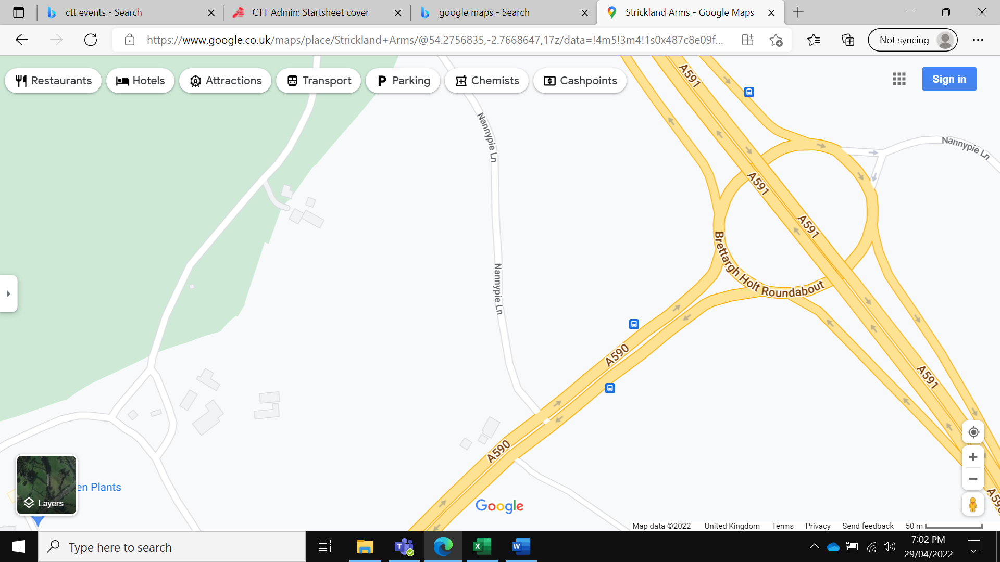 ctt events - Search
CTT Admin: Startsheet cover
google maps - Search
Strickland Arms - Google Maps
https://www.google.co.uk/maps/place/Strickland+Arms/@54.2756835,-2.7668647,17z/data=!4m5!3m4!1s0x487c8e09f...
Not syncing
Restaurants
Hotels
Attractions
Transport
P Parking
Chemists
Cashpoints
Sign in
A591
Nannypie Ln
Nannypie Ln
A591
A591
Brettargh Holt Roundabout
Nannypie Ln
A590
A591
A590
en Plants
Layers
Google
Map data ©2022
United Kingdom
Terms
Privacy
Send feedback
50 m
Type here to search
7:02 PM
29/04/2022